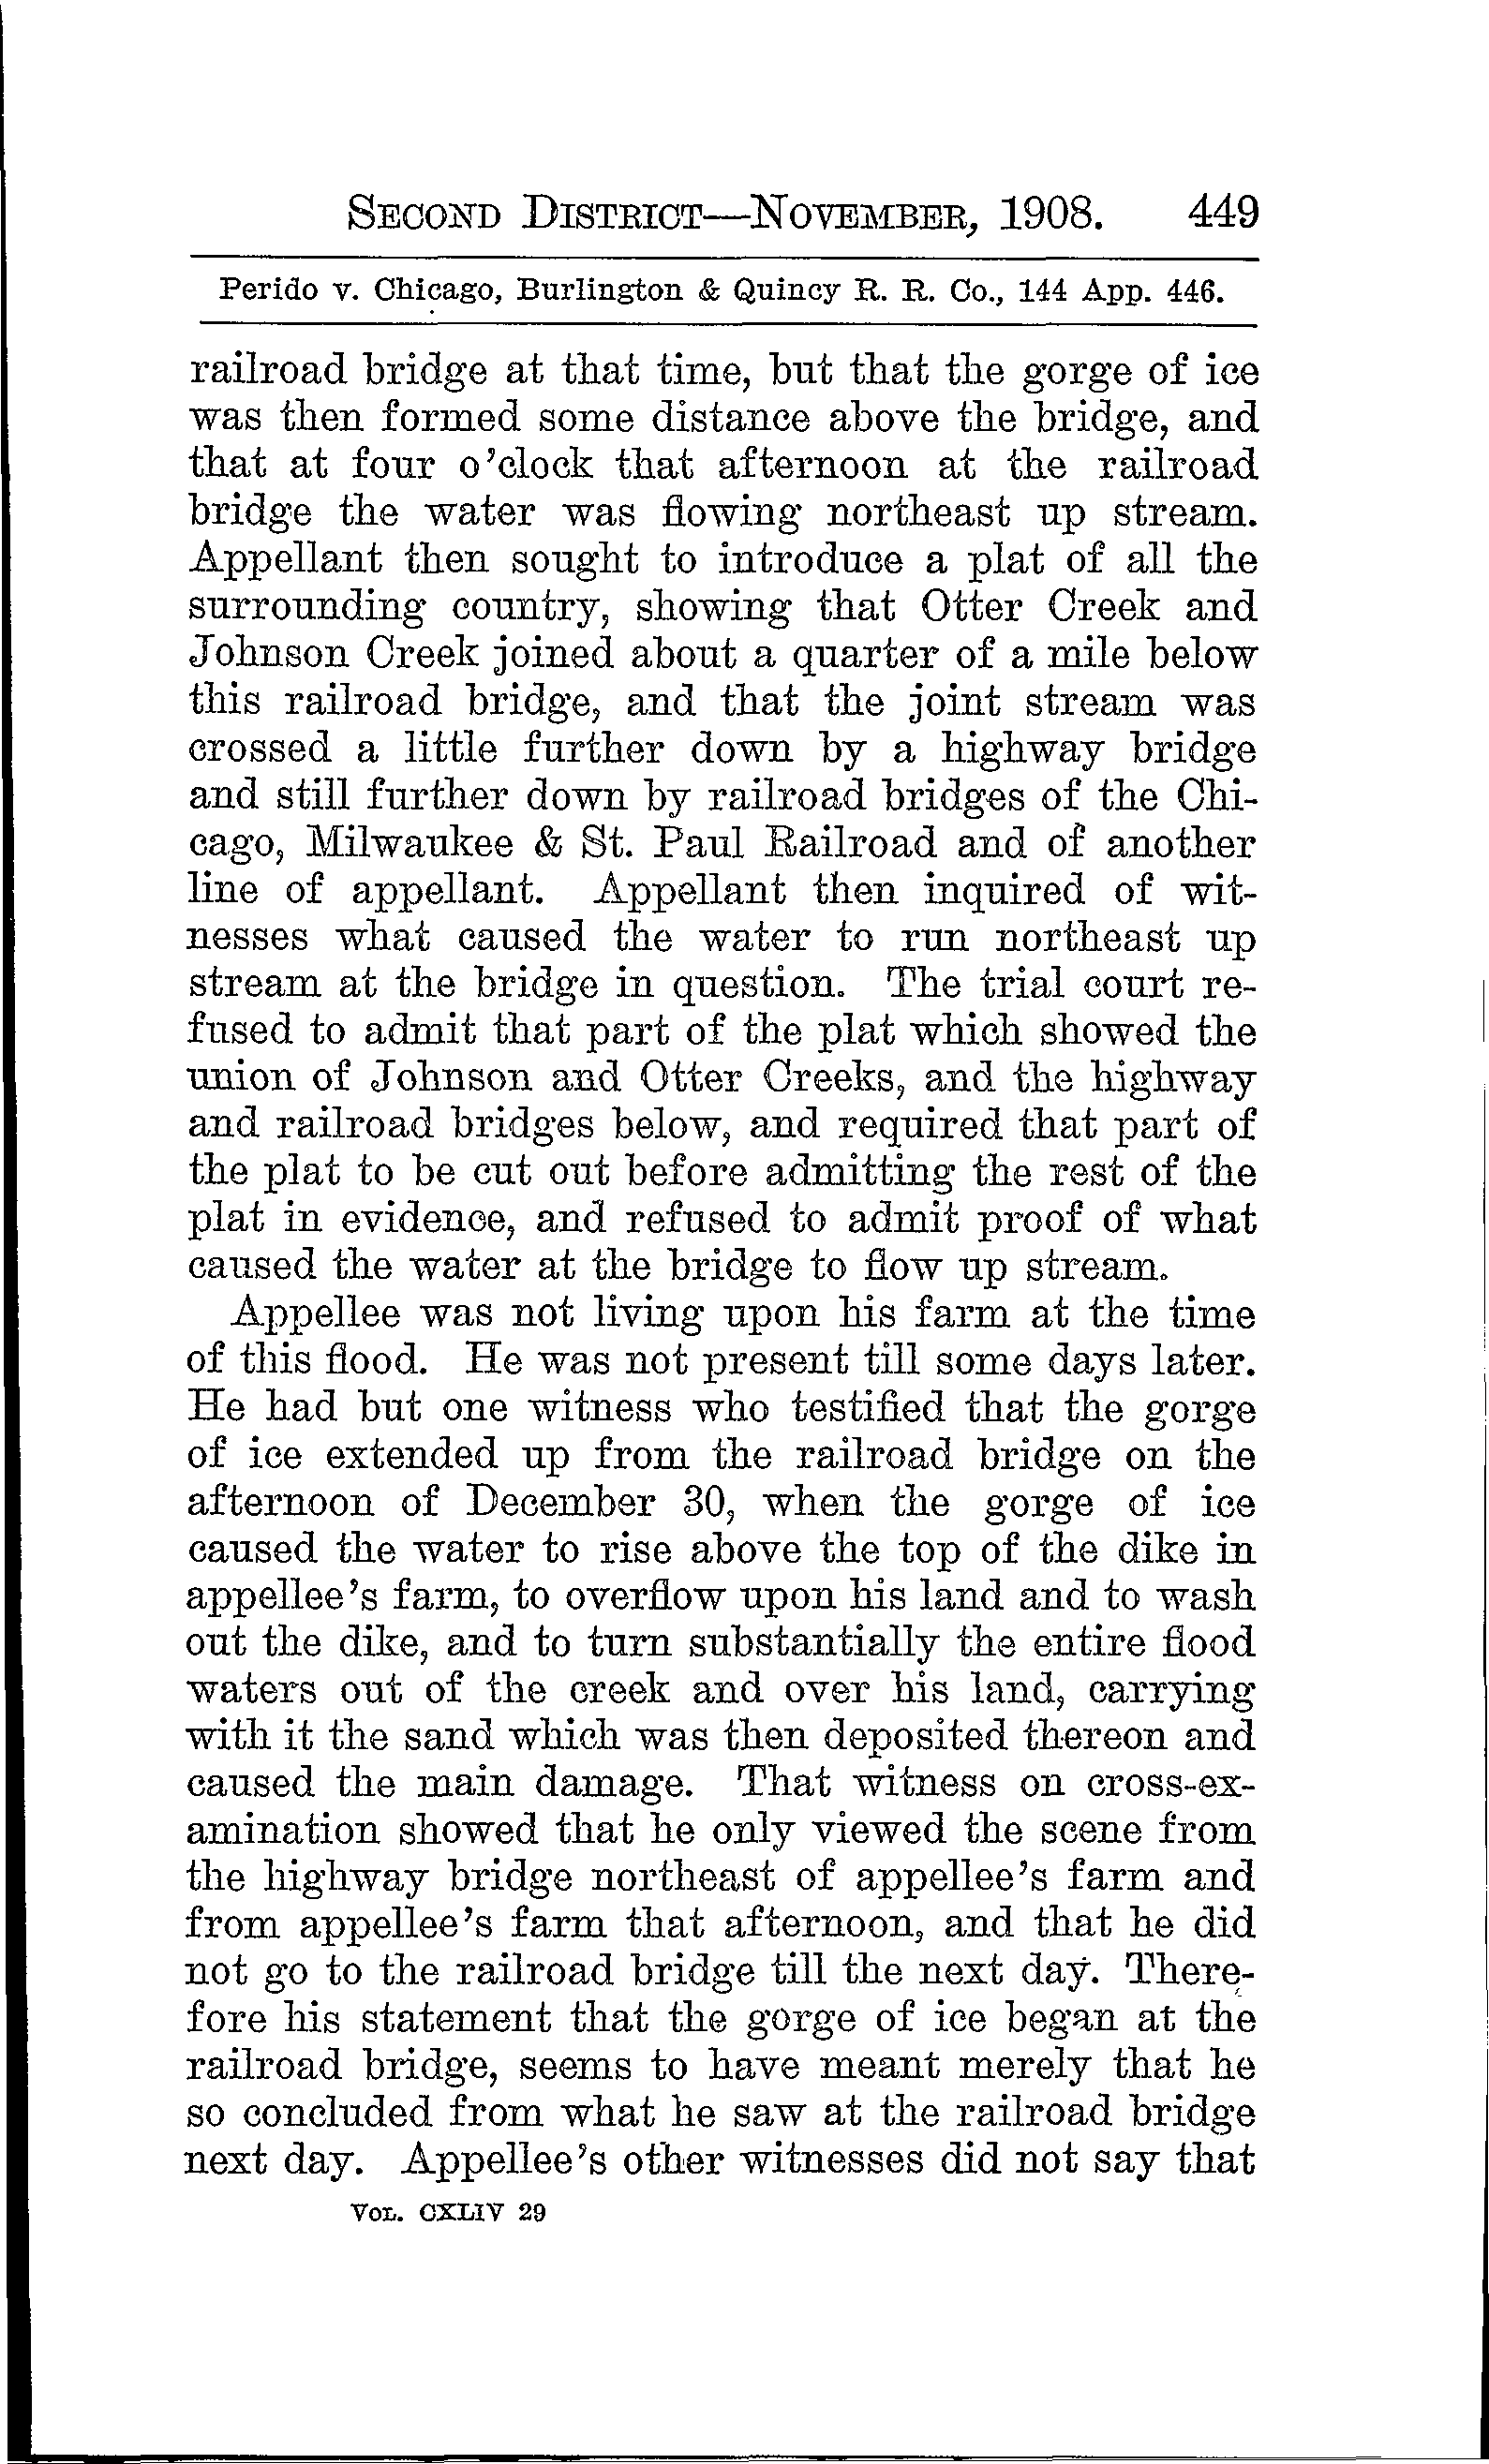 SECOND DISTRICT—NOVEMBER, 1908. 449
Perido v. Chicago, Burlington & Quincy R. R. Co., 144 App. 446.
railroad bridge at that time, but that the gorge of ice
was then formed some distance above the bridge, and
that at four o'clock that afternoon at the railroad
bridge the water was flowing northeast up stream.
Appellant then sought to introduce a plat of all the
surrounding country, showing that Otter Creek and
Johnson Creek joined about a quarter of a mile below
this railroad bridge, and that the joint stream was
crossed a little further down by a highway bridge
and still further down by railroad bridges of the Chi-
cago, Milwaukee & St. Paul Railroad and of another
line of appellant. Appellant then inquired of wit-
nesses what caused the water to run northeast up
stream at the bridge in question. The trial court re-
fused to admit that part of the plat which showed the
union of Johnson and Otter Creeks, and the highway
and railroad bridges below, and required that part of
the plat to be cut out before admitting the rest of the
plat in evidence, and refused to admit proof of what
caused the water at the bridge to flow up stream.
Appellee was not living upon his farm at the time
of this flood. He was not present till some days later.
He had but one witness who testified that the gorge
of ice extended up from the railroad bridge on the
afternoon of December 30, when the gorge of ice
caused the water to rise above the top of the dike in
appellee's farm, to overflow upon his land and to wash
out the dike, and to turn substantially the entire flood
waters out of the creek and over his land, carrying
with it the sand which was then deposited thereon and
caused the main damage. That witness on cross-ex-
amination showed that he only viewed the scene from
the highway bridge northeast of appellee's farm and
from appellee's farm that afternoon, and that he did
not go to the railroad bridge till the next day. There-
fore his statement that the gorge of ice began at the
railroad bridge, seems to have meant merely that he
so concluded from what he saw at the railroad bridge
next day. Appellee's other witnesses did not say that
VOL. CXLIV 29